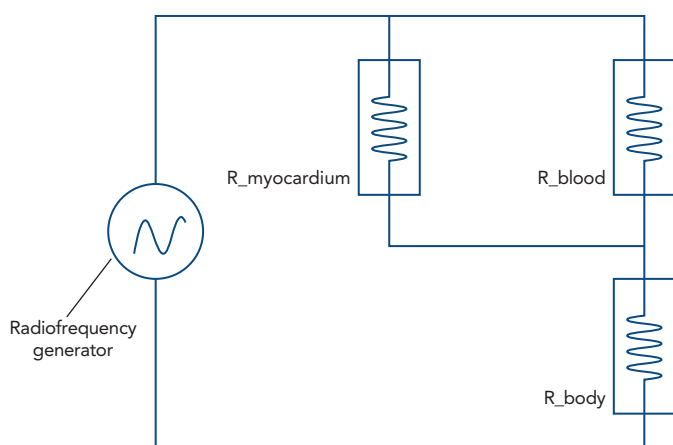 R_myocardium
R_blood
Radiofrequency
generator
R_body